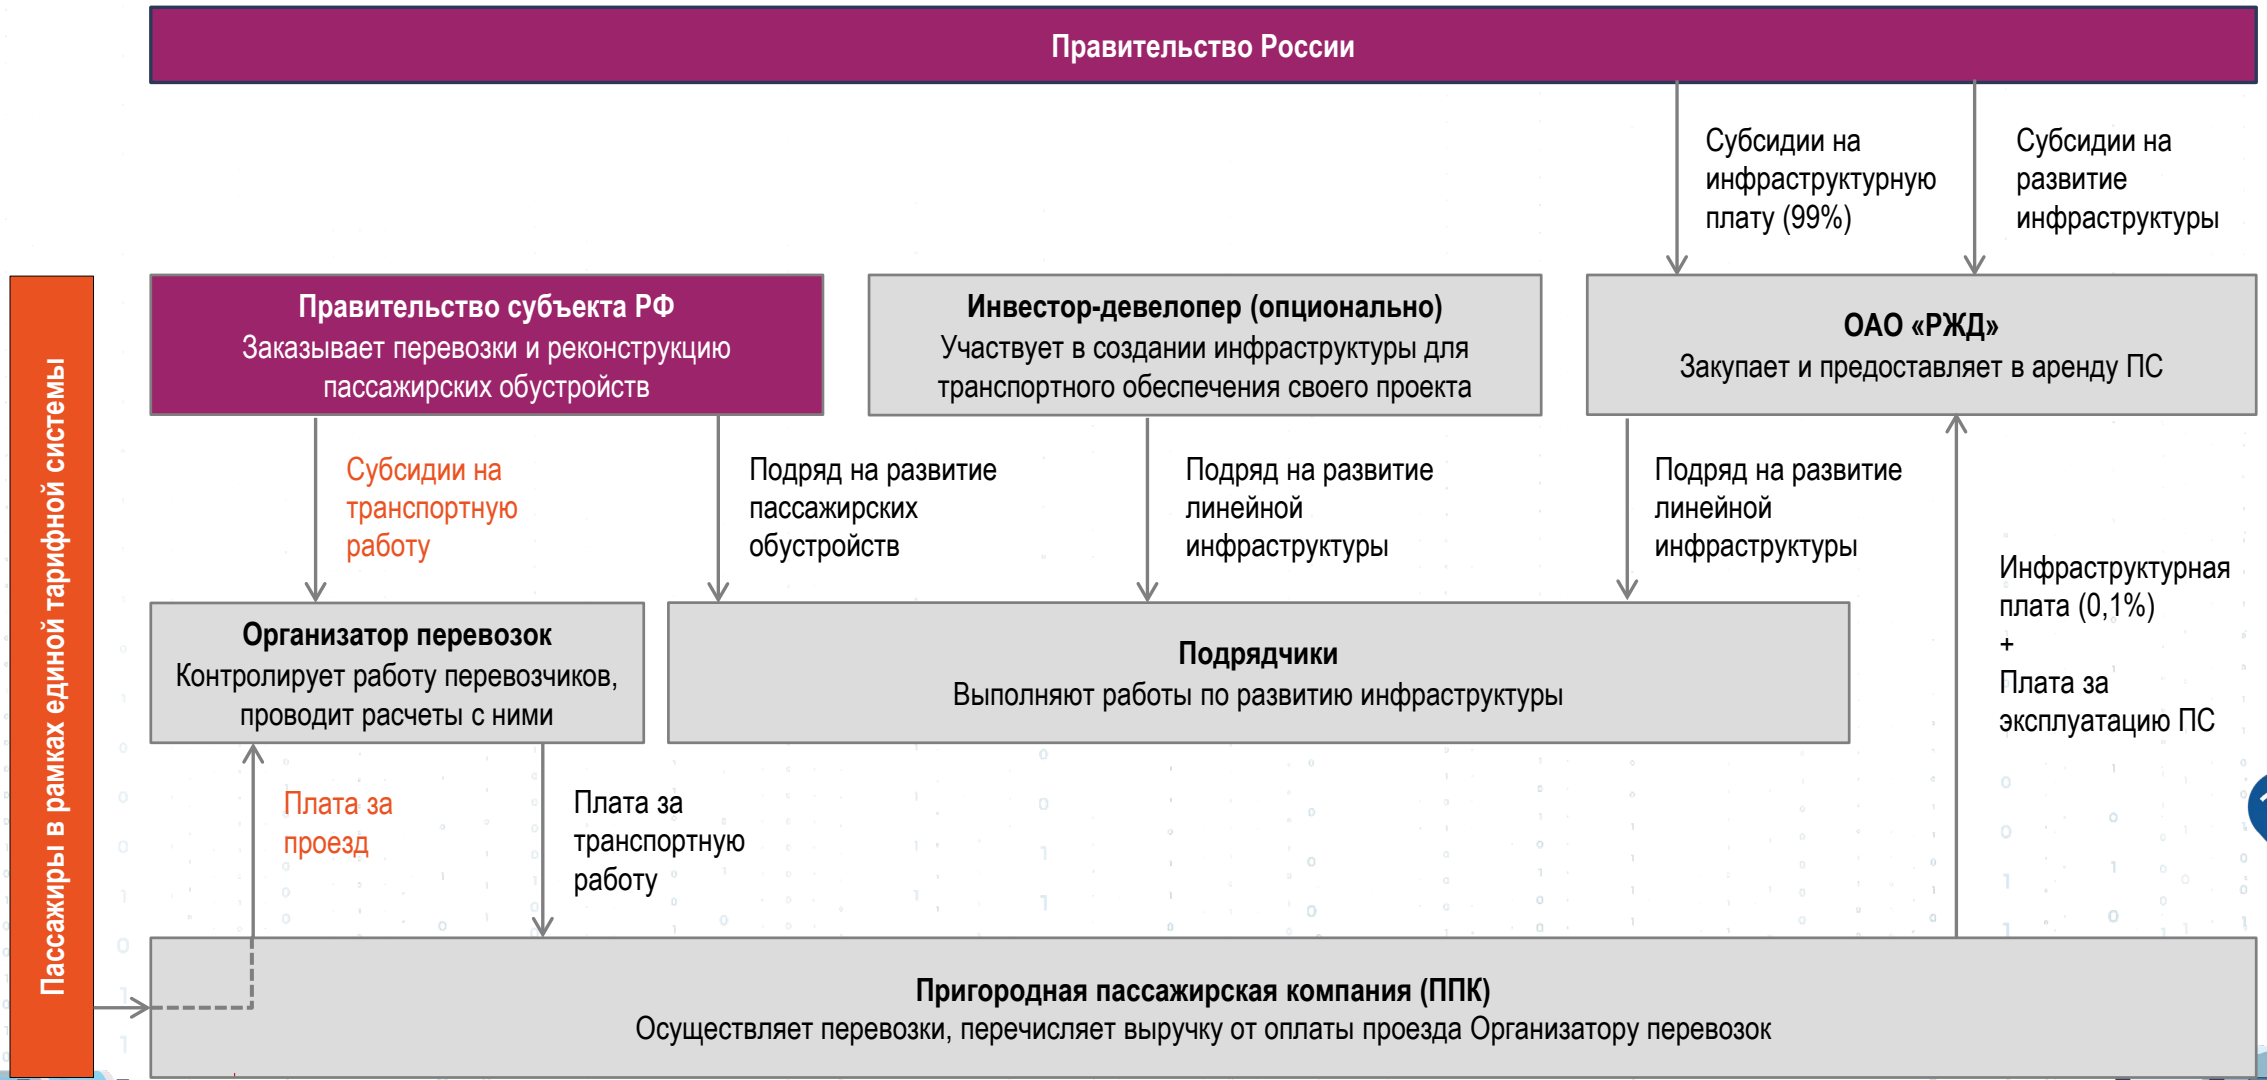 Правительство России
Субсидии на
инфраструктурную
плату (99%)
Субсидии на
развитие
инфраструктуры
Пассажиры в рамках единой тарифной системы
Правительство субъекта РФ
Заказывает перевозки и реконструкцию
пассажирских обустройств
Инвестор-девелопер (опционально)
Участвует в создании инфраструктуры для
транспортного обеспечения своего проекта
ОАО «РЖД»
Закупает и предоставляет в аренду ПС
Субсидии на
транспортную
работу
Подряд на развитие
пассажирских
обустройств
Подряд на развитие
линейной
инфраструктуры
Подряд на развитие
линейной
инфраструктуры
Инфраструктурная
плата (0,1%)
+
Плата за
эксплуатацию ПС
Организатор перевозок
Контролирует работу перевозчиков,
проводит расчеты с ними
Подрядчики
Выполняют работы по развитию инфраструктуры
Плата за
проезд
Плата за
транспортную
работу
Пригородная пассажирская компания (ППК)
Осуществляет перевозки, перечисляет выручку от оплаты проезда Организатору перевозок